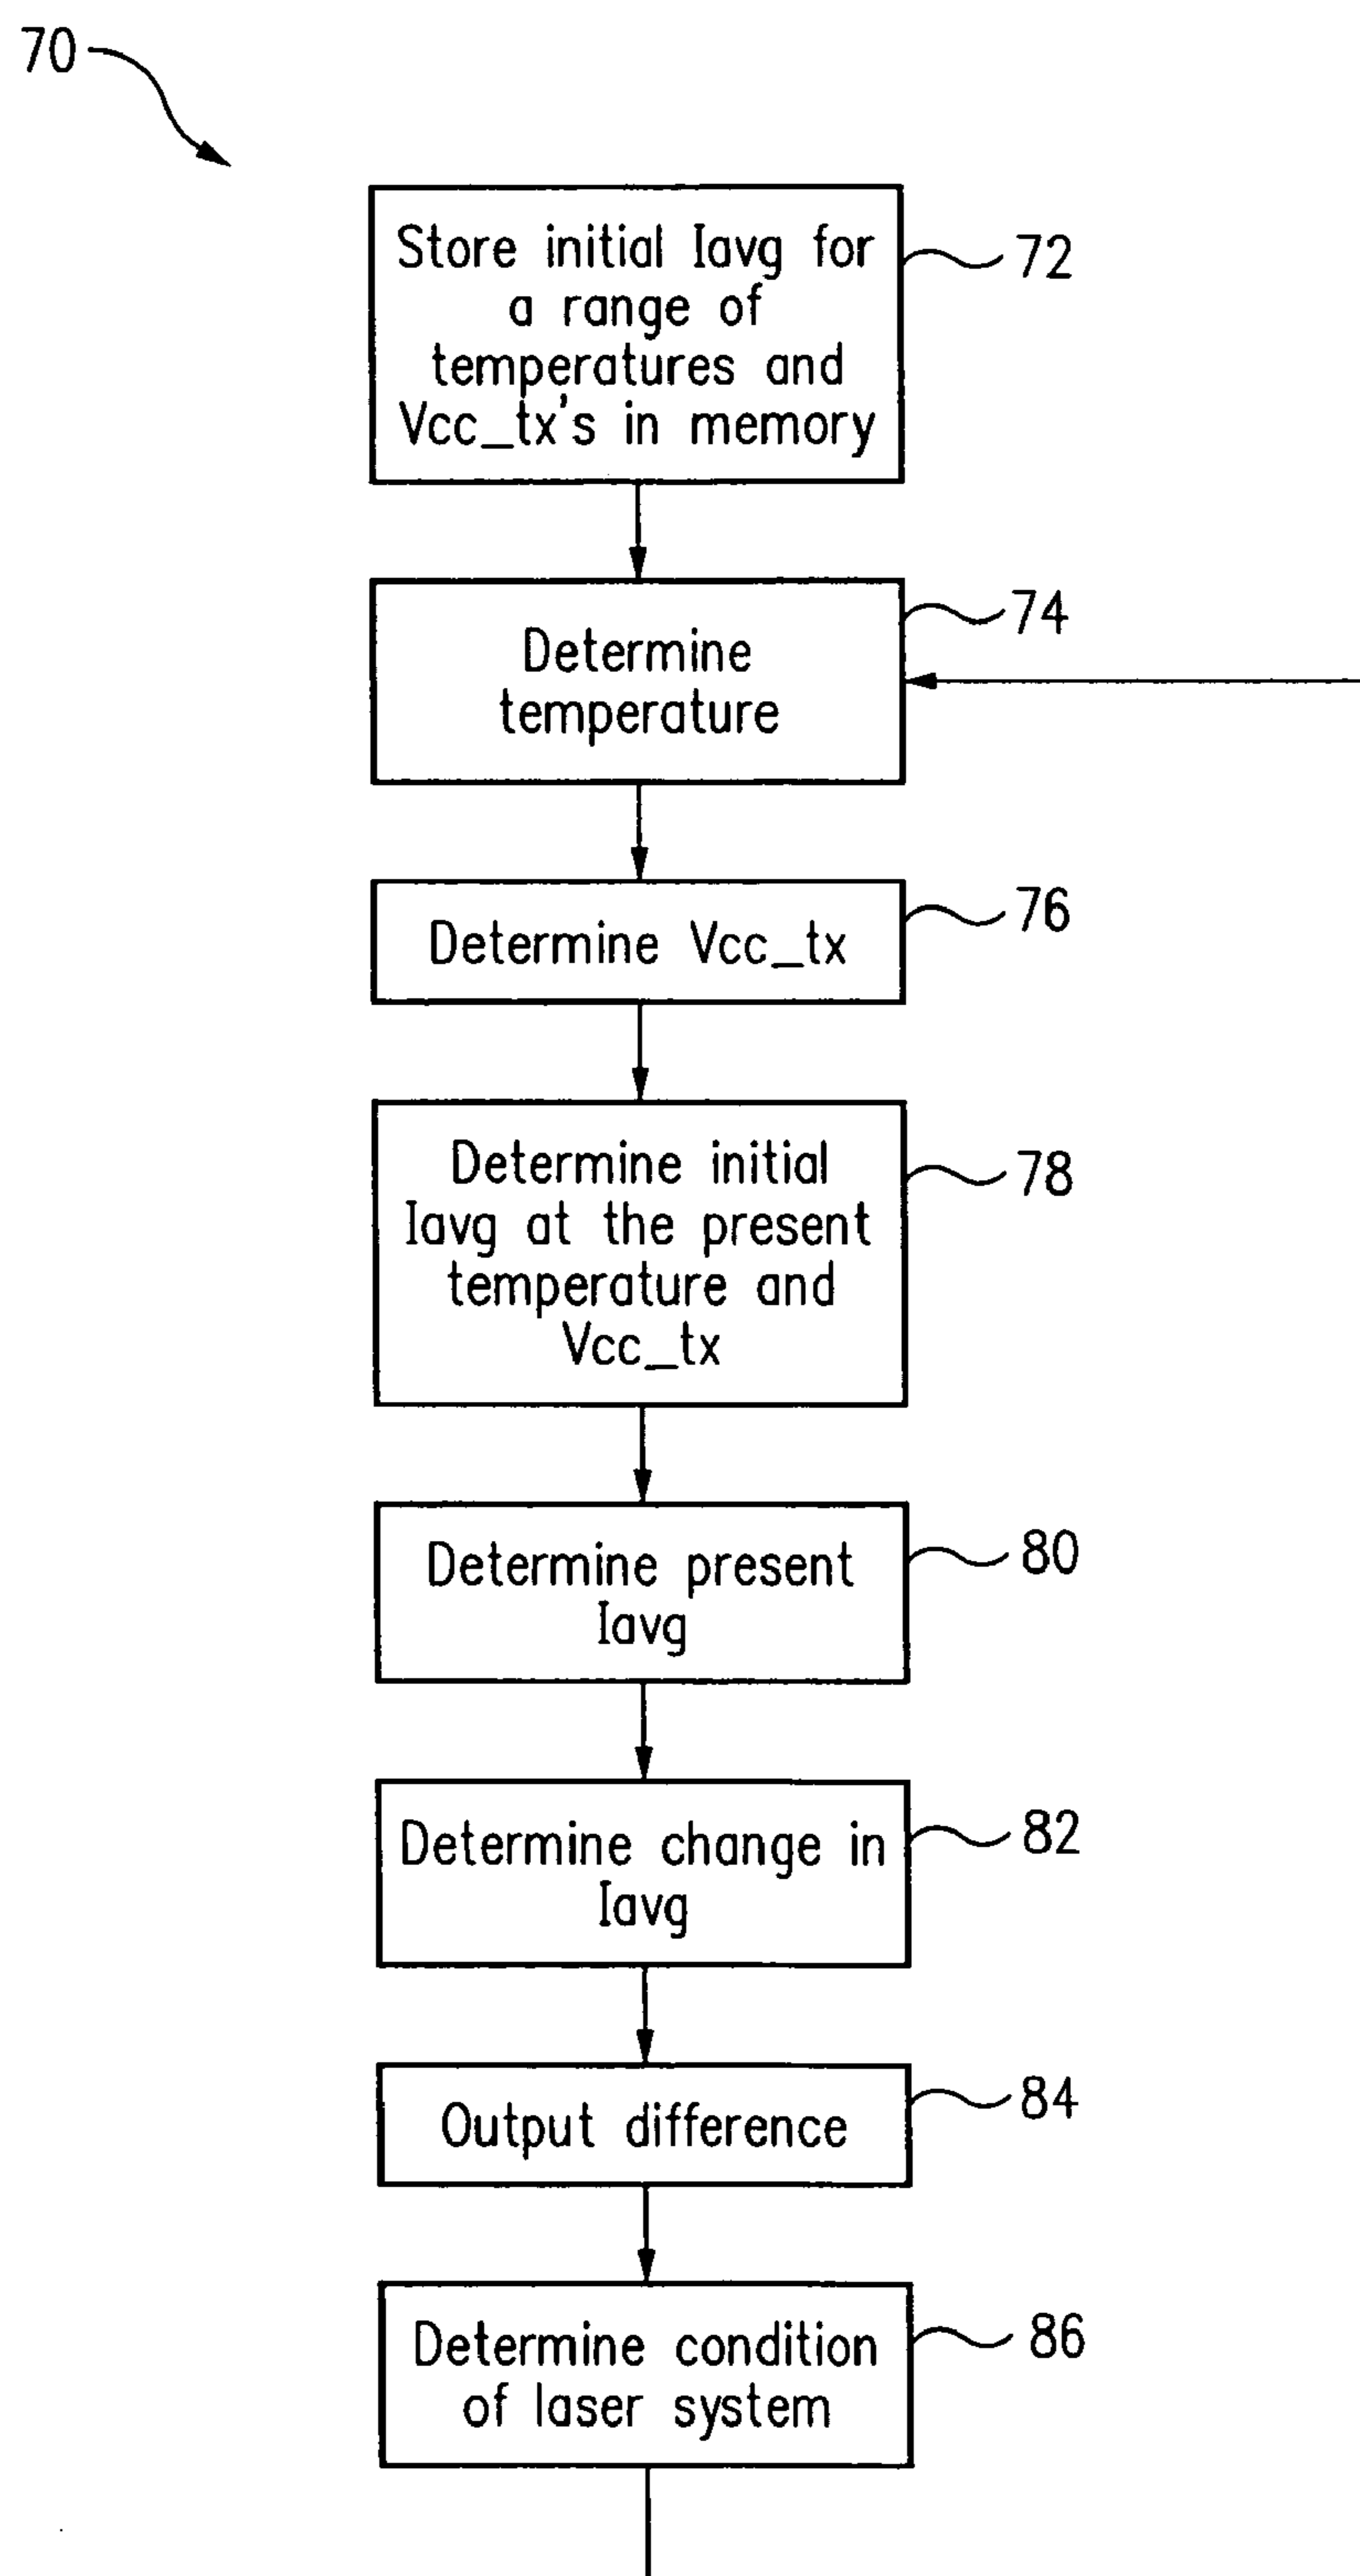 70
Store initial Iavg for
a range of
temperatures and
Vcc_tx's in memory
72
Determine
temperature
74
Determine Vcc_tx
76
Determine initial
Iavg at the present
temperature and
Vcc_tx
78
Determine present
Iavg
80
Determine change in
Iavg
82
Output difference
84
Determine condition
of laser system
86